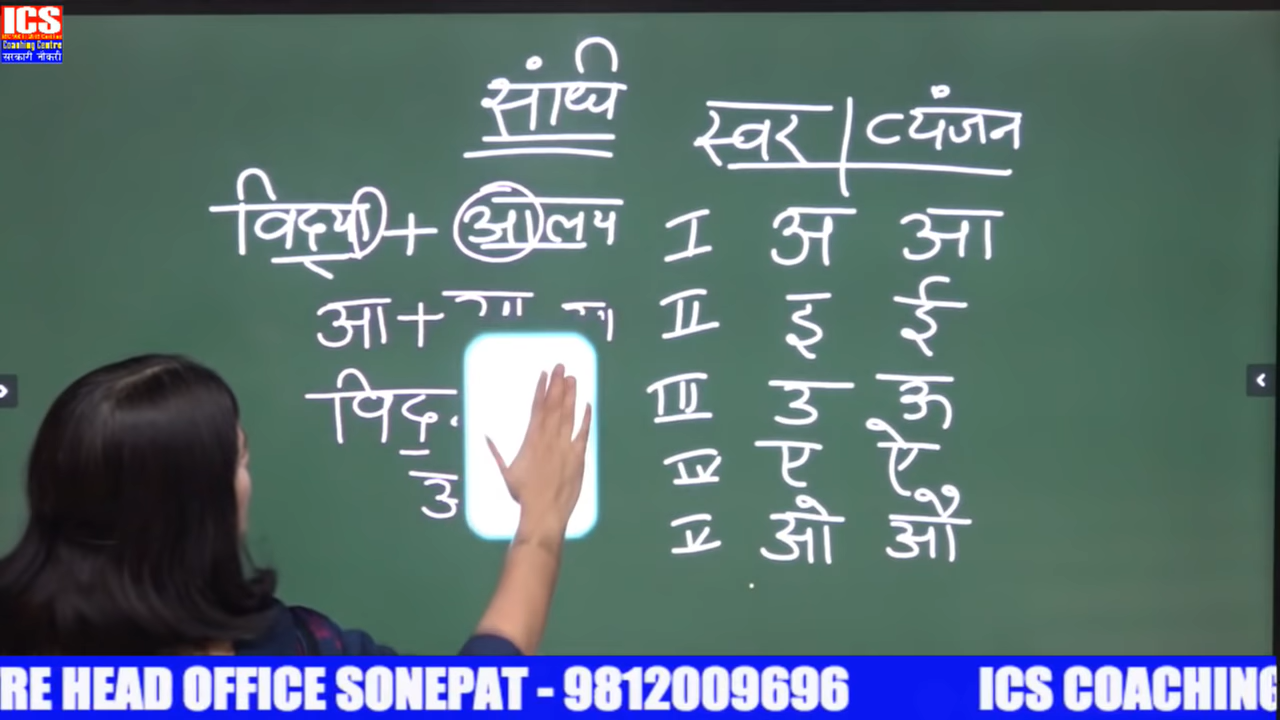 ICS
Coaching Centre
सरकारी नौकरी
संधि
स्वर | व्यंजन
विद्या + आलय
I अ आ
आ +
II इ ई
III उ ऊ
IV ए ऐ
V ओ औ
RE HEAD OFFICE SONEPAT - 9812009696 ICS COACHING